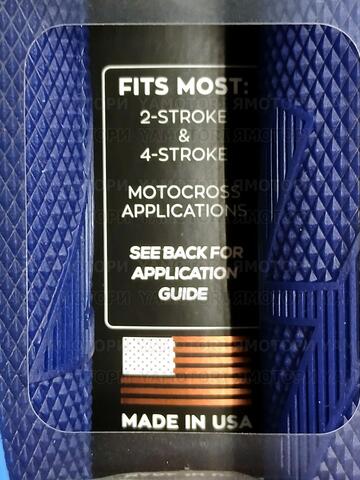 FITS MOST:
2-STROKE
&
4-STROKE
MOTOCROSS
APPLICATIONS
SEE BACK FOR
APPLICATION
GUIDE
MADE IN USA